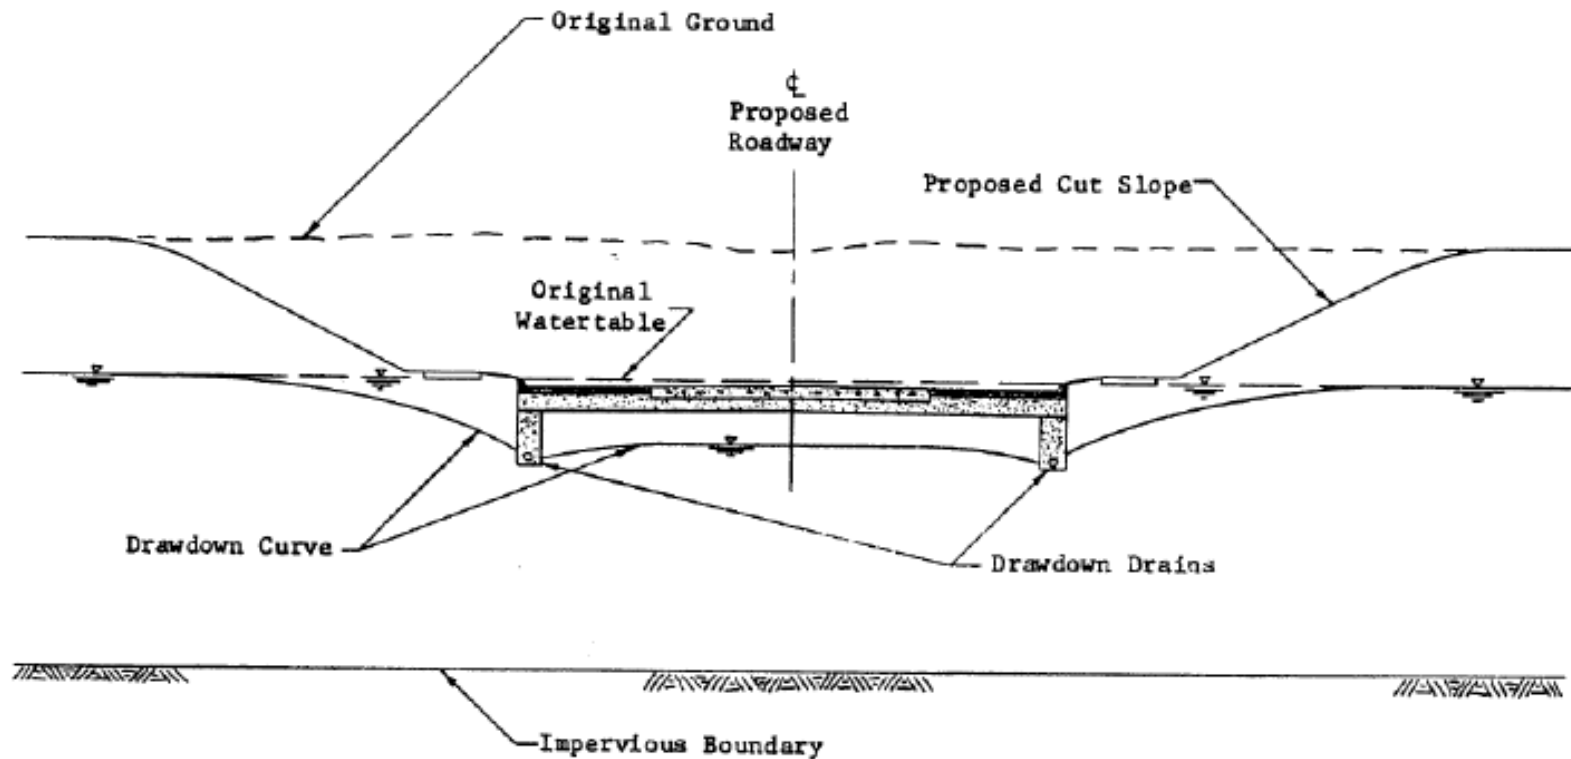 Original Ground
℄
Proposed
Roadway
Proposed Cut Slope
Original
Watertable
Drawdown Curve
Drawdown Drains
Impervious Boundary